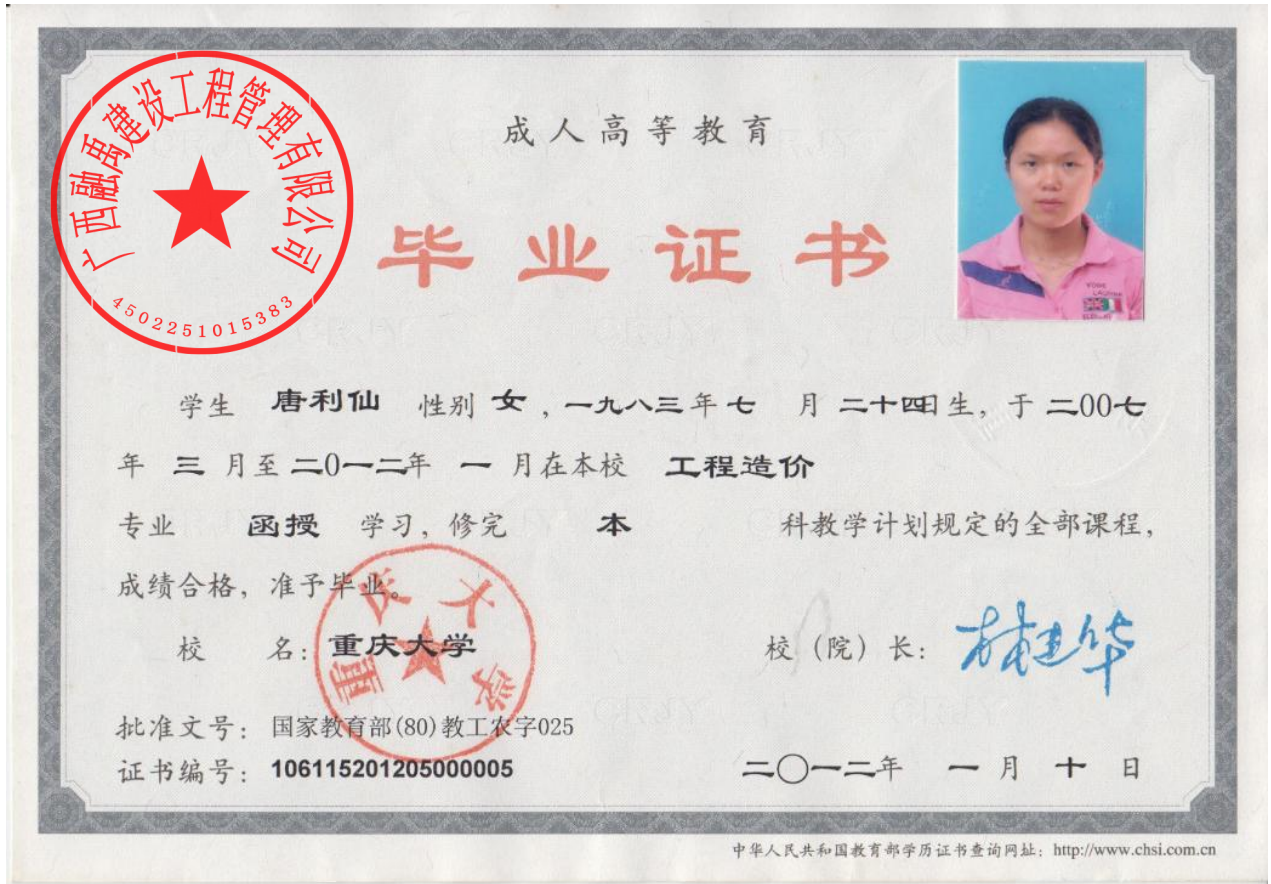 广西融禹建设工程管理有限公司
4502251015383
成人高等教育
毕业证书
学生 唐利仙 性别 女，一九八三年 七 月 二十四日生，于 二00七
年 三 月至 二0一二年 一 月在本校 工程造价
专业 函授 学习，修完 本 科教学计划规定的全部课程，
成绩合格，准予毕业。
重庆大学
校 名：重庆大学 校（院）长：
批准文号：国家教育部(80)教工农字025
证书编号：106115201205000005 二〇一二年 一 月 十 日
中华人民共和国教育部学历证书查询网址：http://www.chsi.com.cn